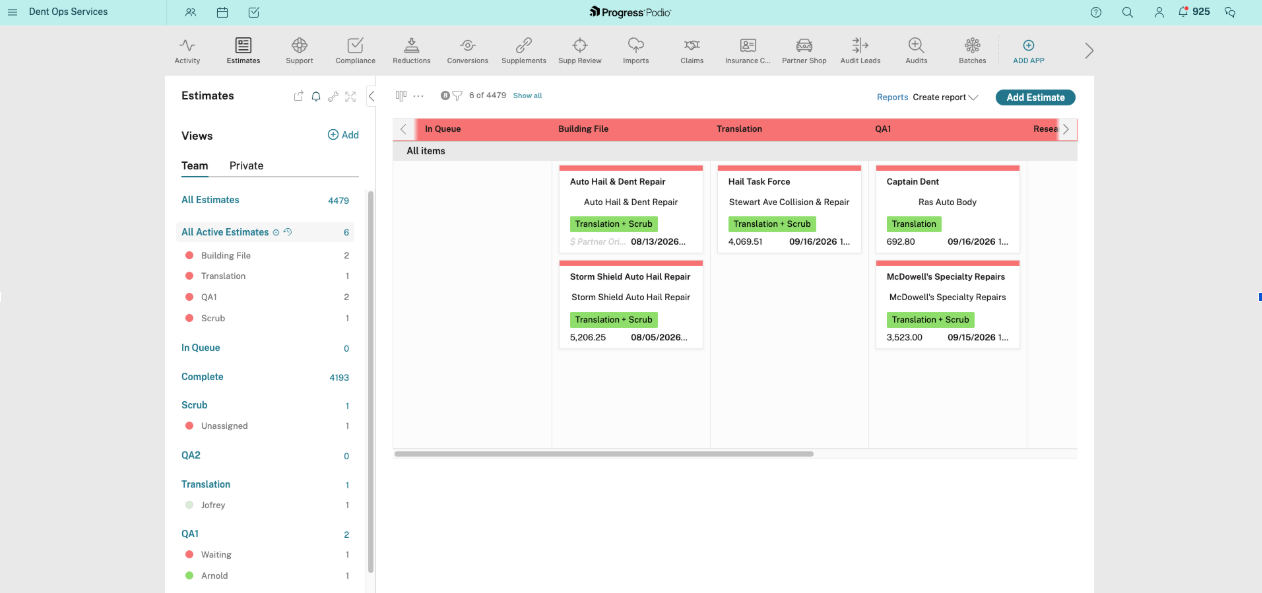 Dent Ops Services
Progress® Podio®
925
Activity
Estimates
Support
Compliance
Reductions
Conversions
Supplements
Supp Review
Imports
Claims
Insurance C...
Partner Shop
Audit Leads
Audits
Batches
ADD APP
Estimates
Views
Add
Team Private
All Estimates 4479
All Active Estimates 6
Building File 2
Translation 1
QA1 2
Scrub 1
In Queue 0
Complete 4193
Scrub 1
Unassigned 1
QA2 0
Translation 1
Jofrey 1
QA1 2
Waiting 1
Arnold 1
... 6 of 4479 Show all
Reports Create report Add Estimate
In Queue Building File Translation QA1 Resea
All items
Auto Hail & Dent Repair
Auto Hail & Dent Repair
Translation + Scrub
$ Partner Ori... 08/13/2026...
Storm Shield Auto Hail Repair
Storm Shield Auto Hail Repair
Translation + Scrub
5,206.25 08/05/2026...
Hail Task Force
Stewart Ave Collision & Repair
Translation + Scrub
4,069.51 09/16/2026 1...
Captain Dent
Ras Auto Body
Translation
692.80 09/16/2026 1...
McDowell's Specialty Repairs
McDowell's Specialty Repairs
Translation + Scrub
3,523.00 09/15/2026 1...